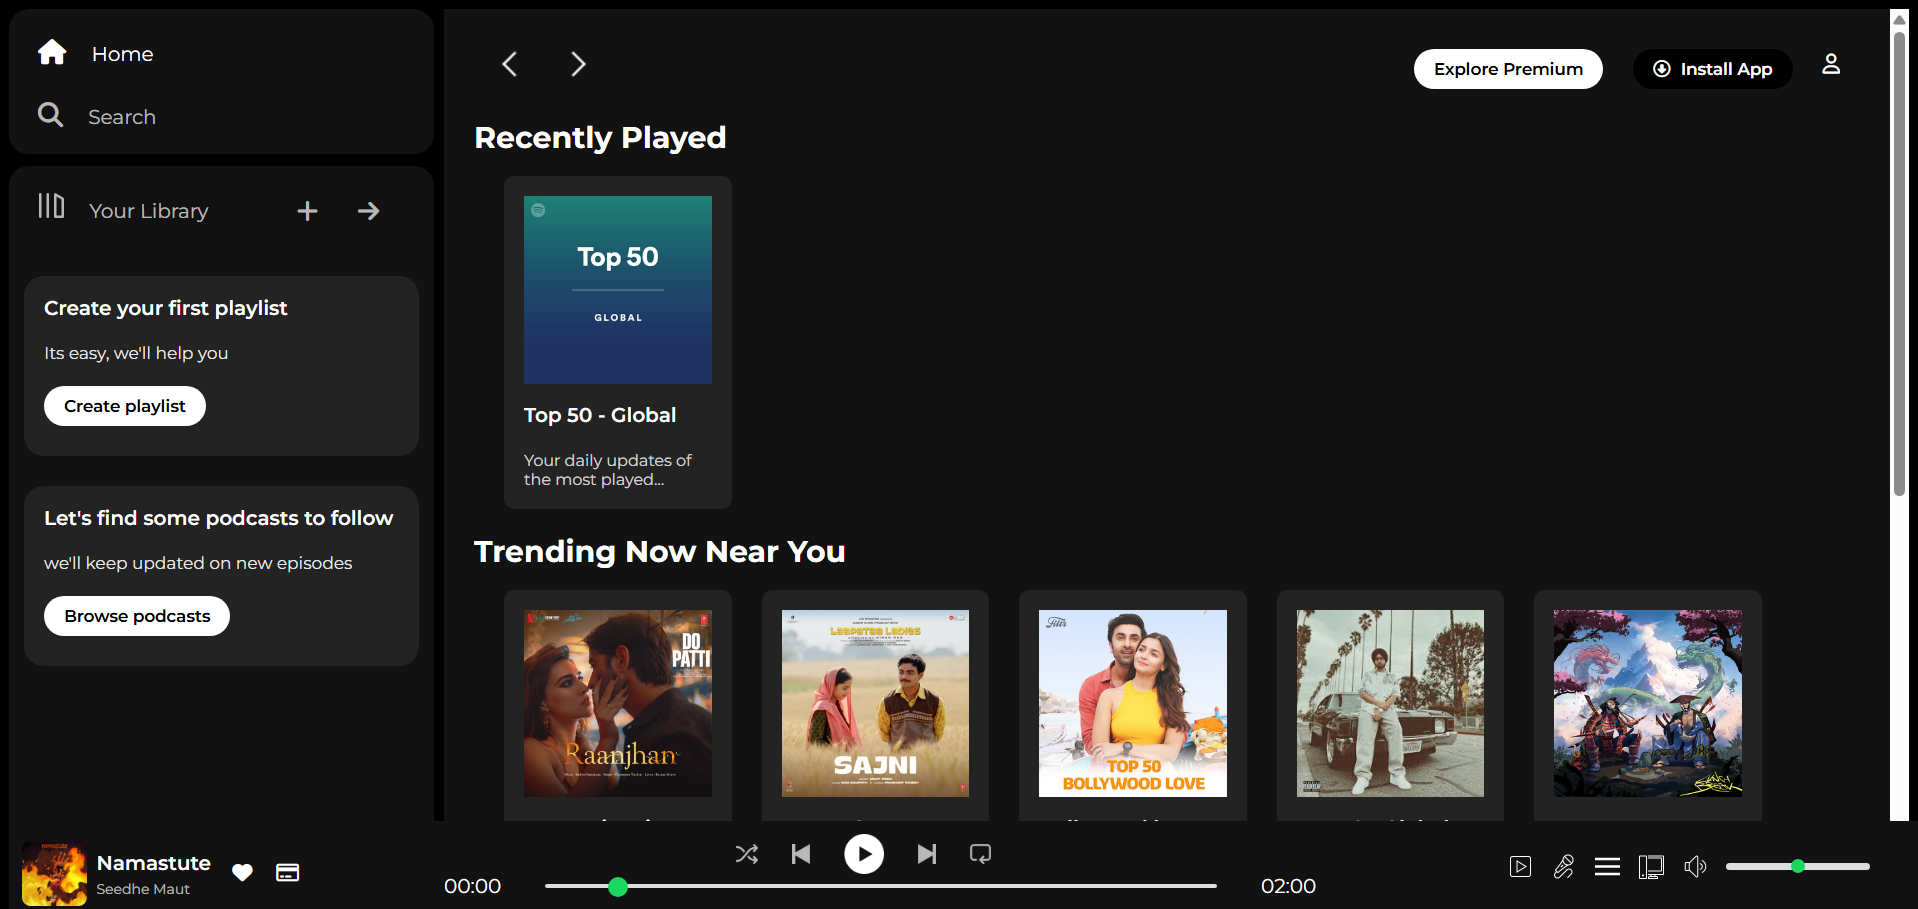 Home
Search
Your Library
Create your first playlist
Its easy, we'll help you
Create playlist
Let's find some podcasts to follow
we'll keep updated on new episodes
Browse podcasts
Explore Premium
Install App
Recently Played
Top 50
GLOBAL
Top 50 - Global
Your daily updates of
the most played...
Trending Now Near You
DO
PATTI
Raanjhan
LAAPATAA LADIES
SAJNI
Filtr
TOP 50
BOLLYWOOD LOVE
NAMASTUTE
Namastute
Seedhe Maut
00:00
02:00